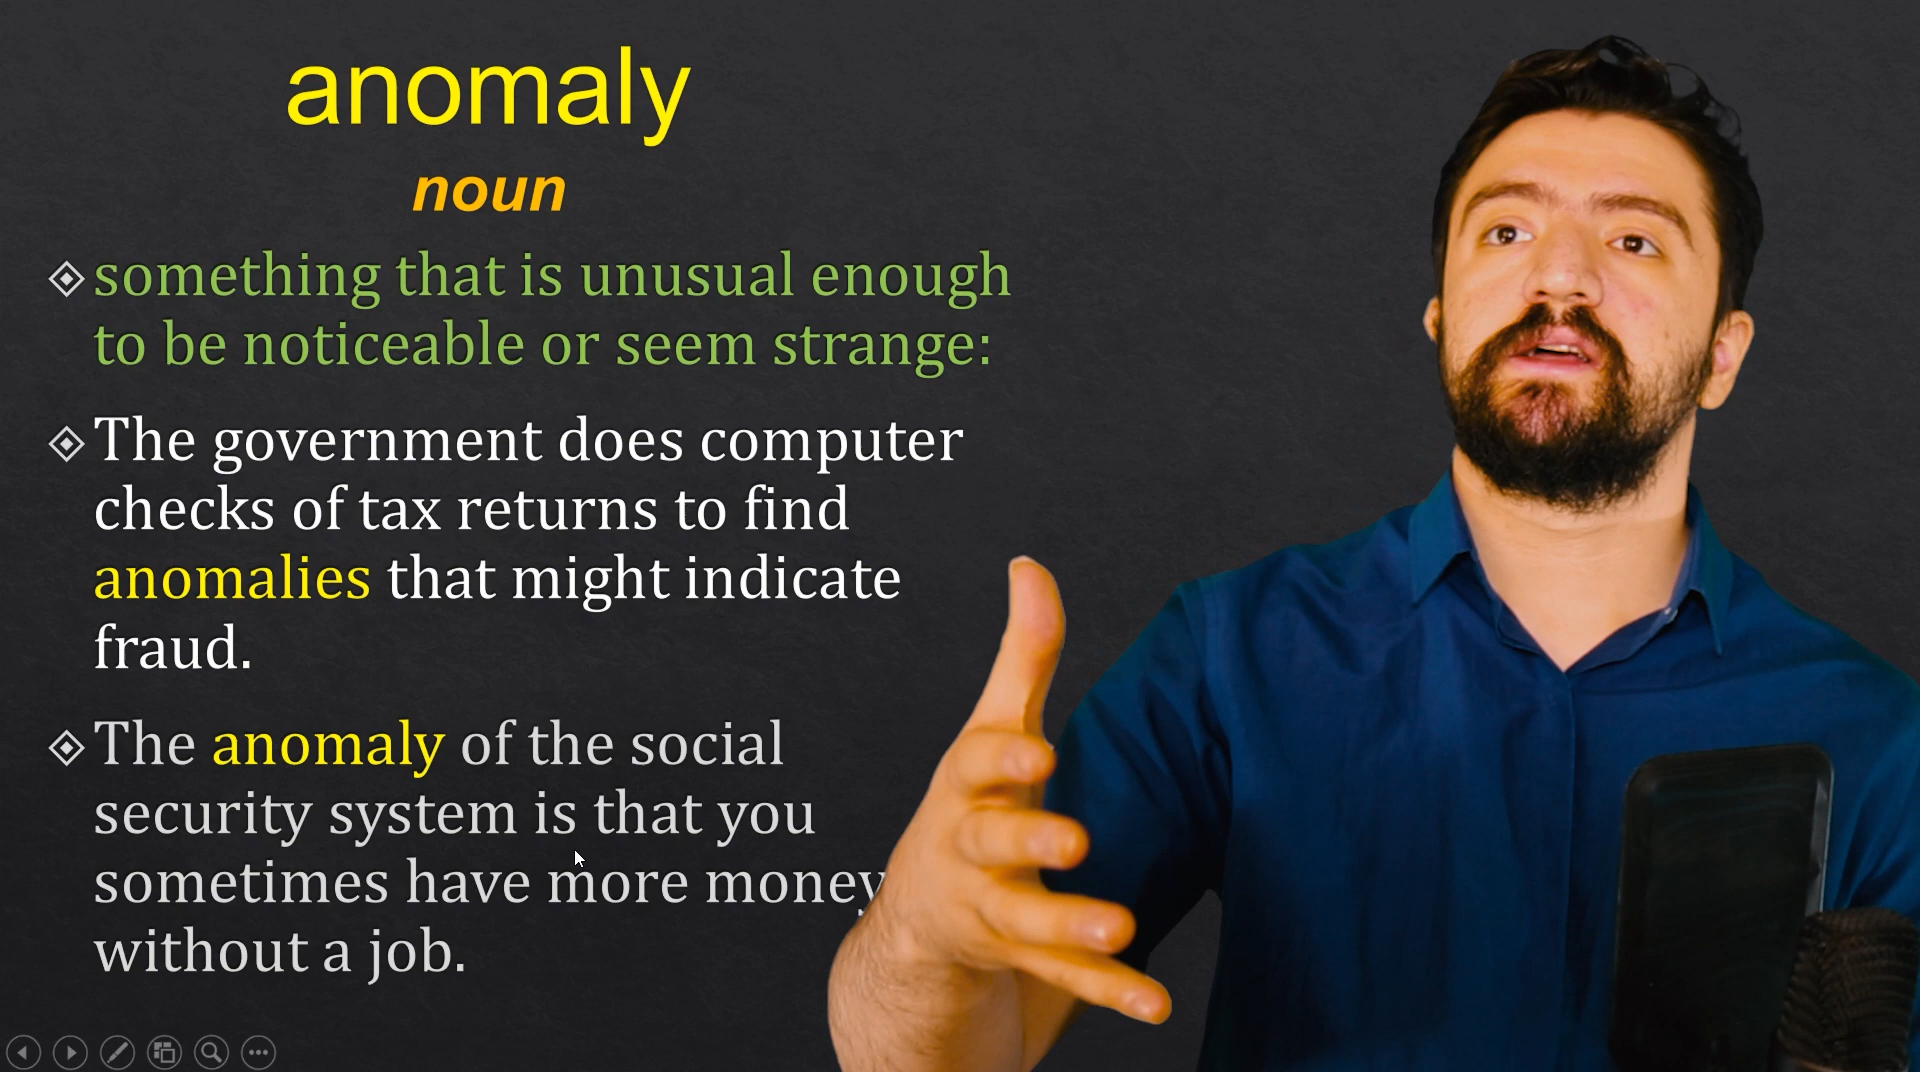 anomaly
noun
something that is unusual enough
to be noticeable or seem strange:
The government does computer
checks of tax returns to find
anomalies that might indicate
fraud.
The anomaly of the social
security system is that you
sometimes have more money
without a job.